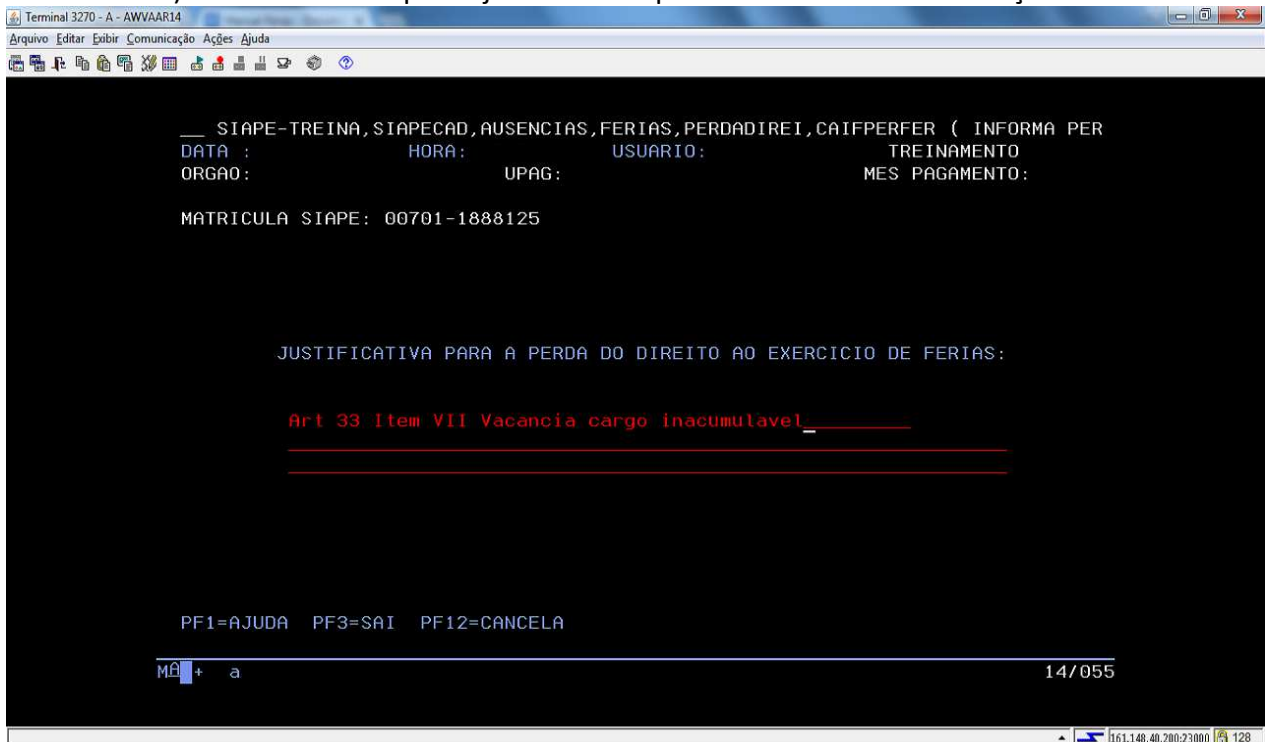 Terminal 3270 - A - AWVAAR14
Arquivo Editar Exibir Comunicação Ações Ajuda
__ SIAPE-TREINA,SIAPECAD,AUSENCIAS,FERIAS,PERDADIREI,CAIFPERFER ( INFORMA PER
DATA : HORA: USUARIO: TREINAMENTO
ORGAO: UPAG: MES PAGAMENTO:
MATRICULA SIAPE: 00701-1888125
JUSTIFICATIVA PARA A PERDA DO DIREITO AO EXERCICIO DE FERIAS:
Art 33 Item VII Vacancia cargo inacumulavel_________
PF1=AJUDA PF3=SAI PF12=CANCELA
MA + a 14/055
161.148.40.200:23000 128